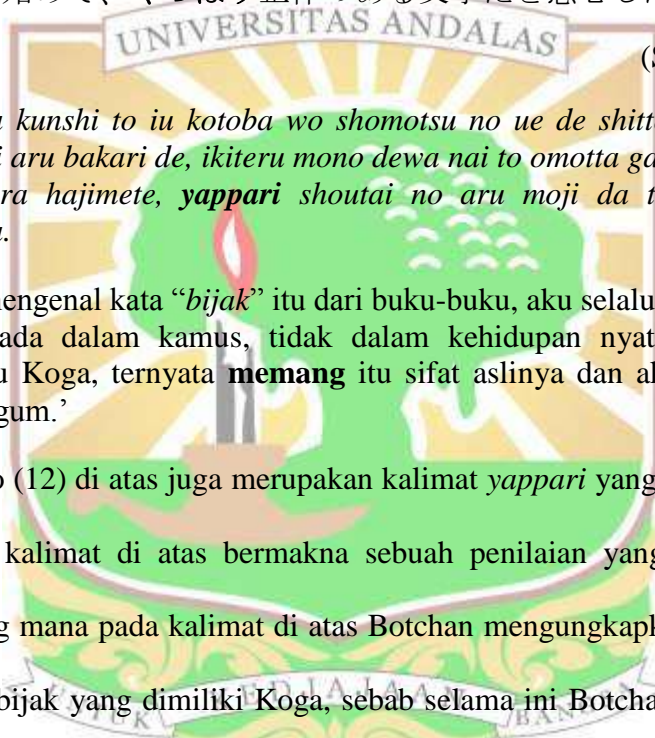 UNIVERSITAS ANDALAS
(S
kunshi to iu kotoba wo shomotsu no ue de shitt
i aru bakari de, ikiteru mono dewa nai to omotta ga
ra hajimete, yappari shoutai no aru moji da t
.
mengenal kata “bijak” itu dari buku-buku, aku selalu
ada dalam kamus, tidak dalam kehidupan nyat
u Koga, ternyata memang itu sifat aslinya dan al
gum.’
o (12) di atas juga merupakan kalimat yappari yang
kalimat di atas bermakna sebuah penilaian yang
g mana pada kalimat di atas Botchan mengungkapk
bijak yang dimiliki Koga, sebab selama ini Botcha
UNTUK KEDJAJAAN BANGSA